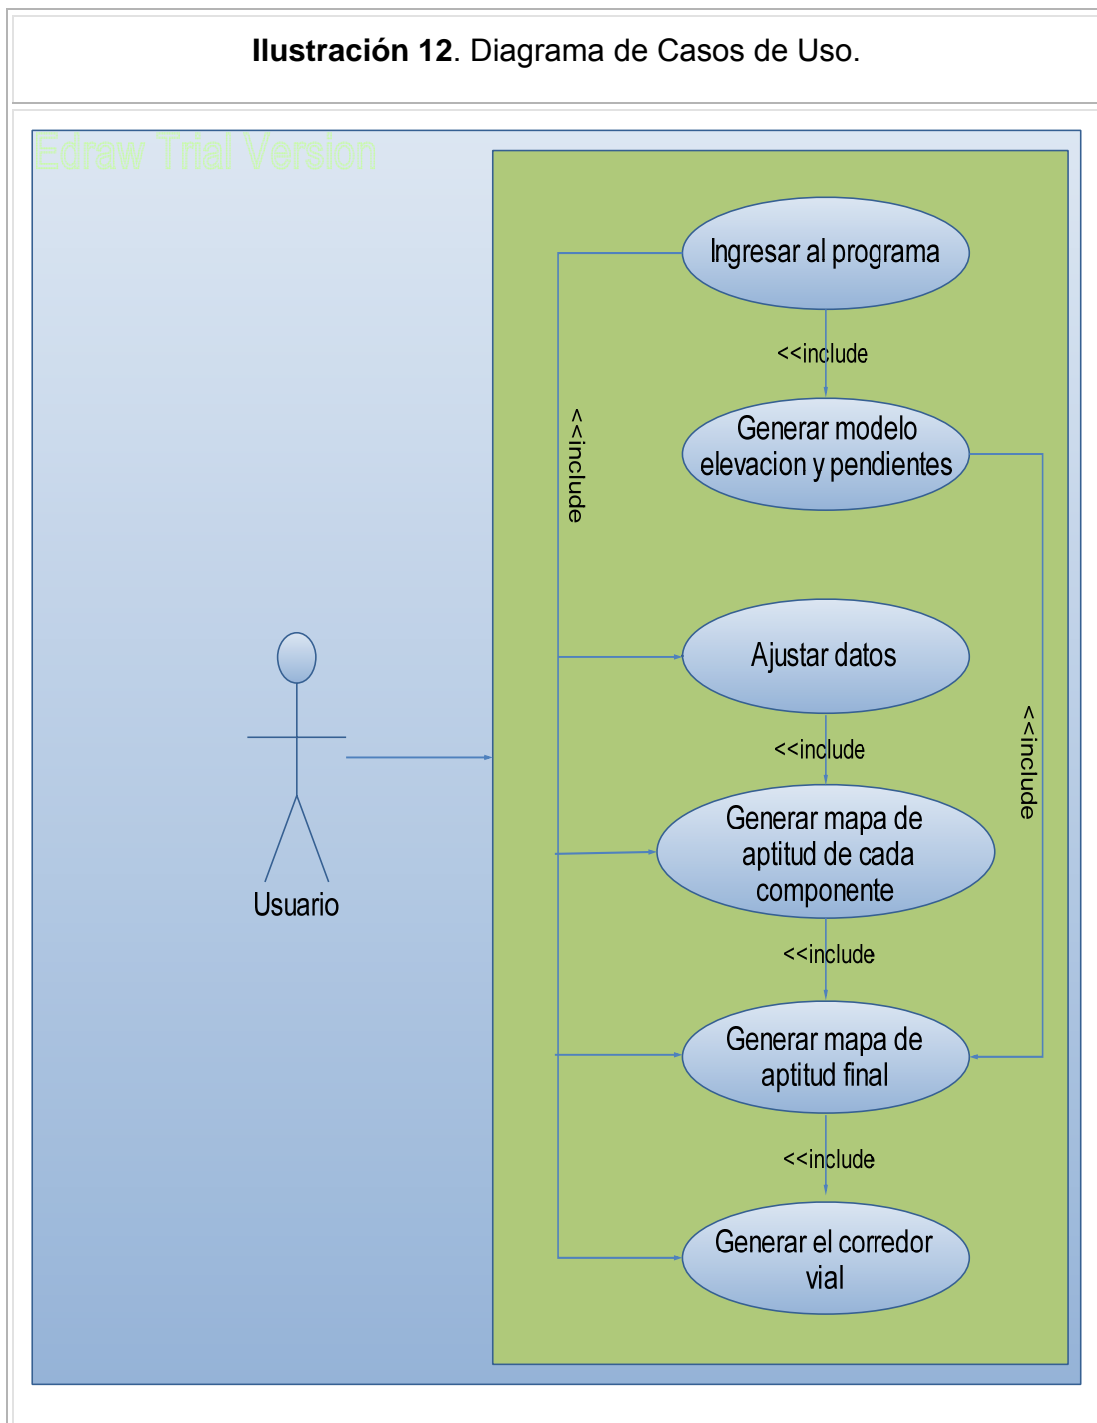 Ilustración 12. Diagrama de Casos de Uso.
Edraw Trial Version
Ingresar al programa
<<include
<<include
Generar modelo
elevacion y pendientes
Ajustar datos
<<include
<<include
Generar mapa de
aptitud de cada
componente
Usuario
<<include
Generar mapa de
aptitud final
<<include
Generar el corredor
vial